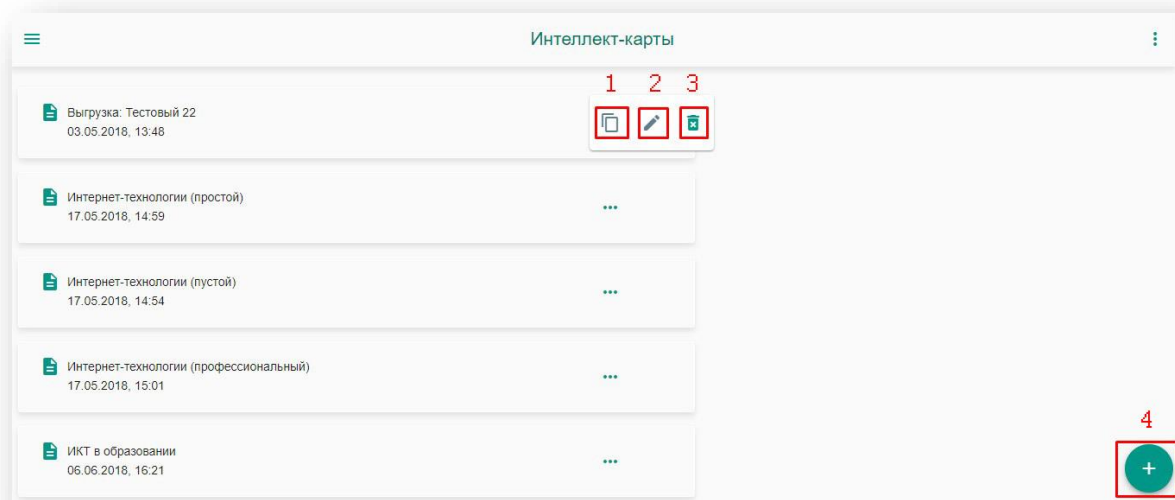 Интеллект-карты
1 2 3
Выгрузка: Тестовый 22
03.05.2018, 13:48
Интернет-технологии (простой)
17.05.2018, 14:59
Интернет-технологии (пустой)
17.05.2018, 14:54
Интернет-технологии (профессиональный)
17.05.2018, 15:01
4
ИКТ в образовании
06.06.2018, 16:21